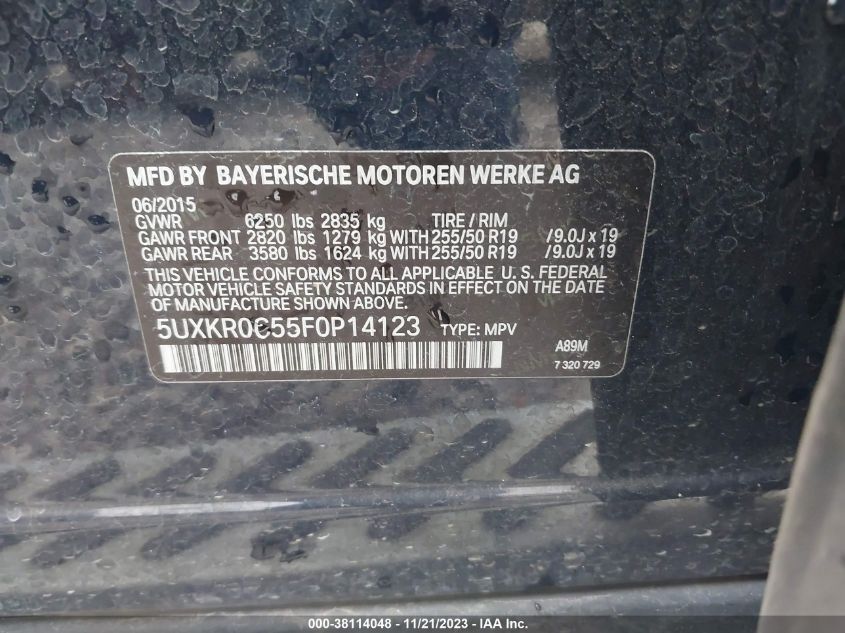 MFD BY BAYERISCHE MOTOREN WERKE AG
06/2015
GVWR 6250 lbs 2835 kg TIRE / RIM
GAWR FRONT 2820 lbs 1279 kg WITH 255/50 R19 /9.0J x 19
GAWR REAR 3580 lbs 1624 kg WITH 255/50 R19 /9.0J x 19
THIS VEHICLE CONFORMS TO ALL APPLICABLE U. S. FEDERAL
MOTOR VEHICLE SAFETY STANDARDS IN EFFECT ON THE DATE
OF MANUFACTURE SHOWN ABOVE.
5UXKR0C55F0P14123 TYPE: MPV
A89M
7 320 729
000-38114048 - 11/21/2023 - IAA Inc.